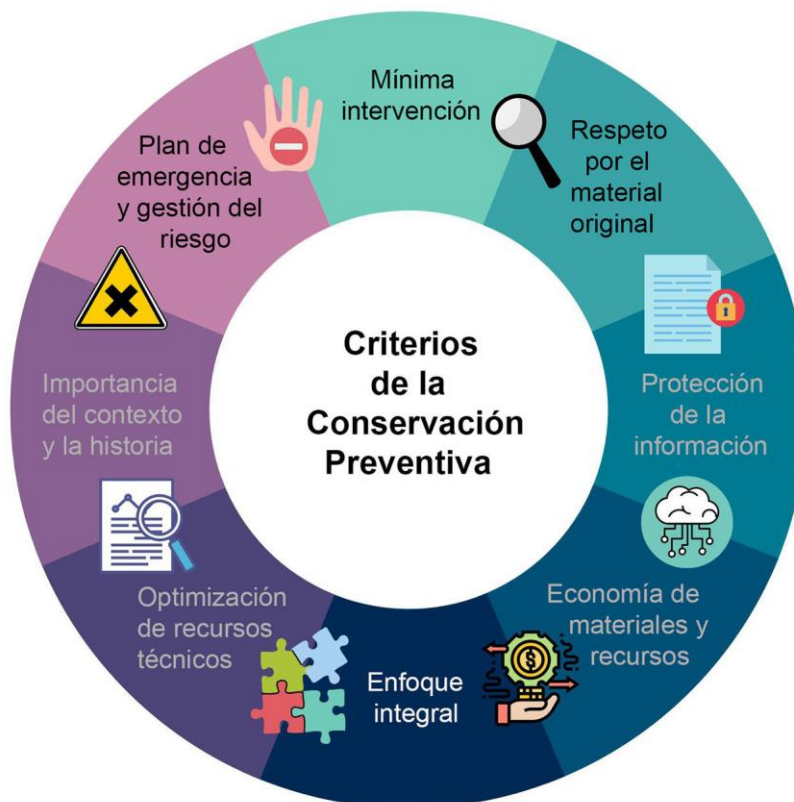 Mínima
intervención
Respeto
por el
material
original
Protección
de la
información
Economía de
materiales y
recursos
Enfoque
integral
Optimización
de recursos
técnicos
Importancia
del contexto
y la historia
Plan de
emergencia
y gestión del
riesgo
Criterios
de la
Conservación
Preventiva